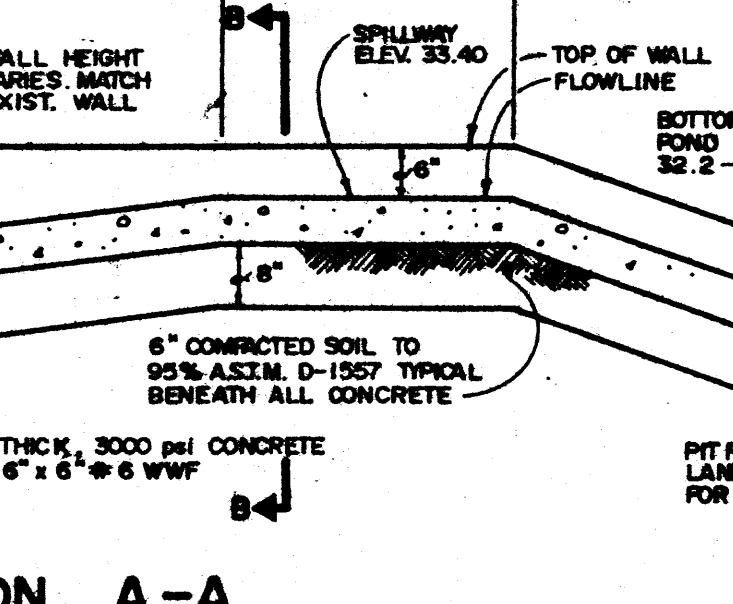 B
ALL HEIGHT
ARIES. MATCH
XIST. WALL
SPILLWAY
ELEV. 33.40
TOP OF WALL
FLOWLINE
BOTTO
POND
32.2
6"
8"
6" COMPACTED SOIL TO
95% A.S.T.M. D-1557 TYPICAL
BENEATH ALL CONCRETE
THICK, 3000 psi CONCRETE
6" x 6" # 6 WWF
B
PIT F
LAN
FOR
ON A-A